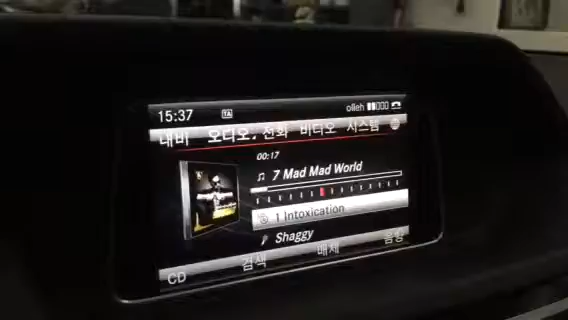 15:37 TA olleh
내비 오디오. 전화 비디오 시스템
00:17
7 Mad Mad World
1 Intoxication
Shaggy
CD 검색 매체 음향